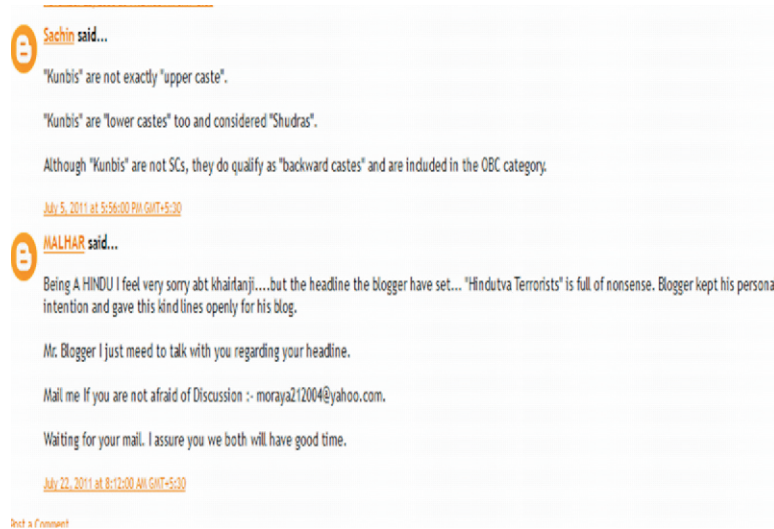 Sachin said...
"Kunbis" are not exactly "upper caste".
"Kunbis" are "lower castes" too and considered "Shudras".
Although "Kunbis" are not SCs, they do qualify as "backward castes" and are included in the OBC category.
July 5, 2011 at 5:56:00 PM GMT+5:30
MALHAR said...
Being A HINDU I feel very sorry abt khairlanji....but the headline the blogger have set... "Hindutva Terrorists" is full of nonsense. Blogger kept his persona
intention and gave this kind lines openly for his blog.
Mr. Blogger I just meed to talk with you regarding your headline.
Mail me If you are not afraid of Discussion :- moraya212004@yahoo.com.
Waiting for your mail. I assure you we both will have good time.
July 22, 2011 at 8:12:00 AM GMT+5:30
Post a Comment